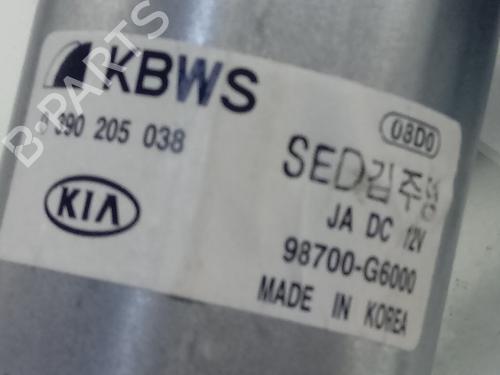 KBWS
390 205 038
08D0
SED김주영
KIA
JA DC 12V
98700-G6000
MADE IN KOREA
B-PARTS